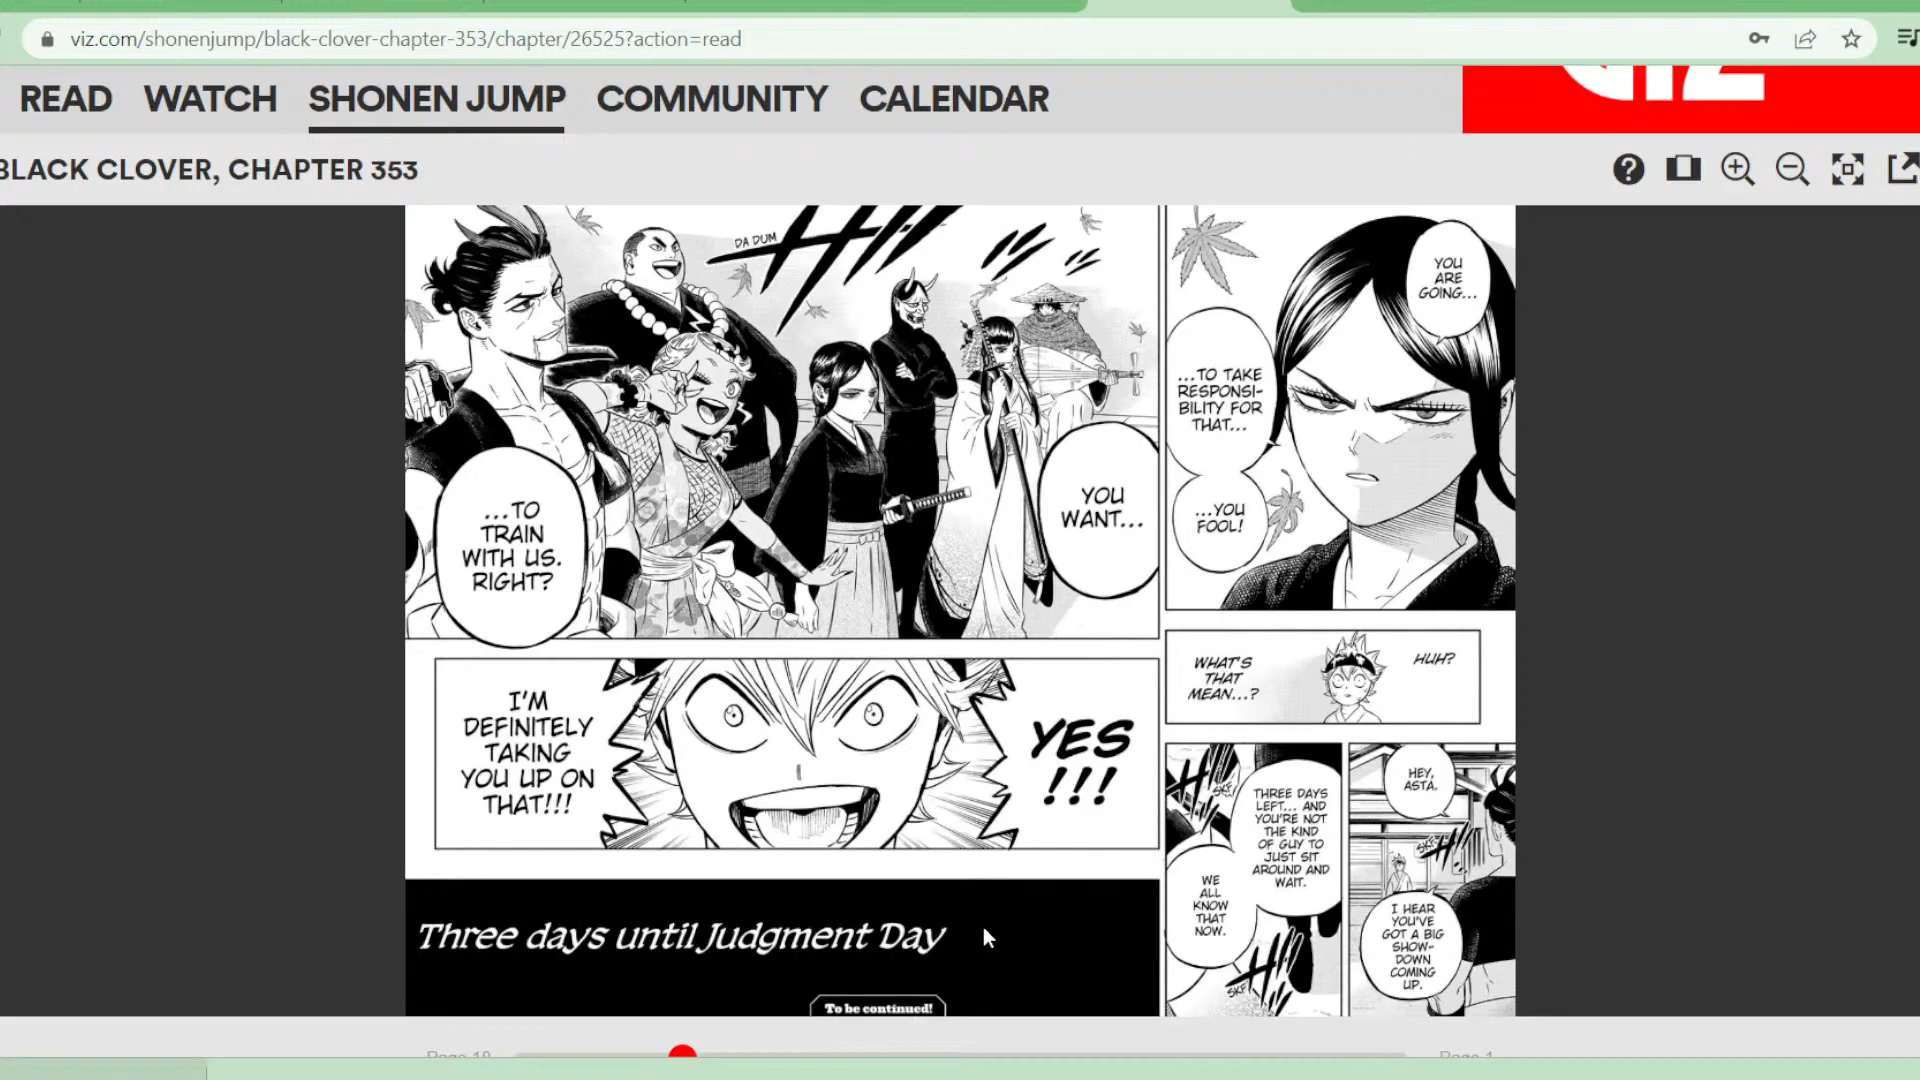 viz.com/shonenjump/black-clover-chapter-353/chapter/26525?action=read
READ WATCH SHONEN JUMP COMMUNITY CALENDAR
VIZ
BLACK CLOVER, CHAPTER 353
YOU
ARE
GOING...
...TO TAKE
RESPONSI-
BILITY FOR
THAT...
...YOU
FOOL!
HUH?
WHAT'S
THAT
MEAN...?
HEY,
ASTA.
SKF
I HEAR
YOU'VE
GOT A BIG
SHOW-
DOWN
COMING
UP.
THREE DAYS
LEFT... AND
YOU'RE NOT
THE KIND
OF GUY TO
JUST SIT
AROUND AND
WAIT.
SKF
WE
ALL
KNOW
THAT
NOW.
SKF
DA DUM
YOU
WANT...
...TO
TRAIN
WITH US.
RIGHT?
YES
!!!
I'M
DEFINITELY
TAKING
YOU UP ON
THAT!!!
Three days until Judgment Day
To be continued!